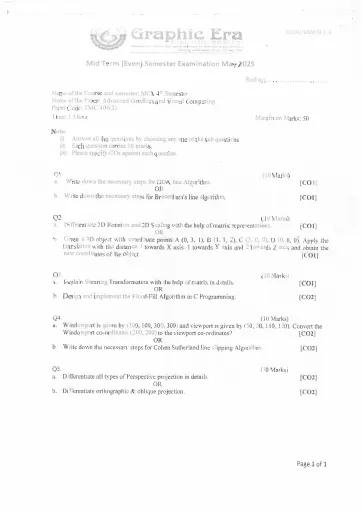 Graphic Era
Mid Term (Even) Semester Examination May 2025
Roll no.
Name of the Course and semester: MCA 4th Semester
Name of the Paper: Advanced Graphics and Visual Computing
Paper Code: TMC
Time: 1 Hour Maximum Marks: 50
Note:
(i) Answer all the questions by choosing any one of the sub questions
(ii) Each question carries 10 marks.
(iii) Please specify COs against each question.
Q1. (10 Marks)
a. Write down the necessary steps for DDA line Algorithm. [CO1]
OR
b. Write down the necessary steps for Bresenham's line algorithm. [CO1]
Q2. (10 Marks)
a. Differentiate 2D Rotation and 2D Scaling with the help of matrix representations. [CO1]
OR
b. Given a 3D object with coordinate points A (0, 3, 1), B (3, 3, 2), C (3, 0, 0), D (0, 0, 0). Apply the
translation with the distance 1 towards X axis, 1 towards Y axis and 2 towards Z axis and obtain the
new coordinates of the object. [CO1]
Q3. (10 Marks)
a. Explain Shearing Transformation with the help of matrix in details. [CO1]
OR
b. Design and implement the Flood-Fill Algorithm in C Programming. [CO2]
Q4. (10 Marks)
a. Window port is given by (100, 100, 300, 300) and viewport is given by (50, 50, 150, 150). Convert the
Window port co-ordinates (200, 200) to the viewport co-ordinates? [CO2]
OR
b. Write down the necessary steps for Cohen Sutherland line clipping Algorithm. [CO2]
Q5. (10 Marks)
a. Differentiate all types of Perspective projection in details [CO2]
OR
b. Differentiate orthographic & oblique projection. [CO2]
Page 1 of 1